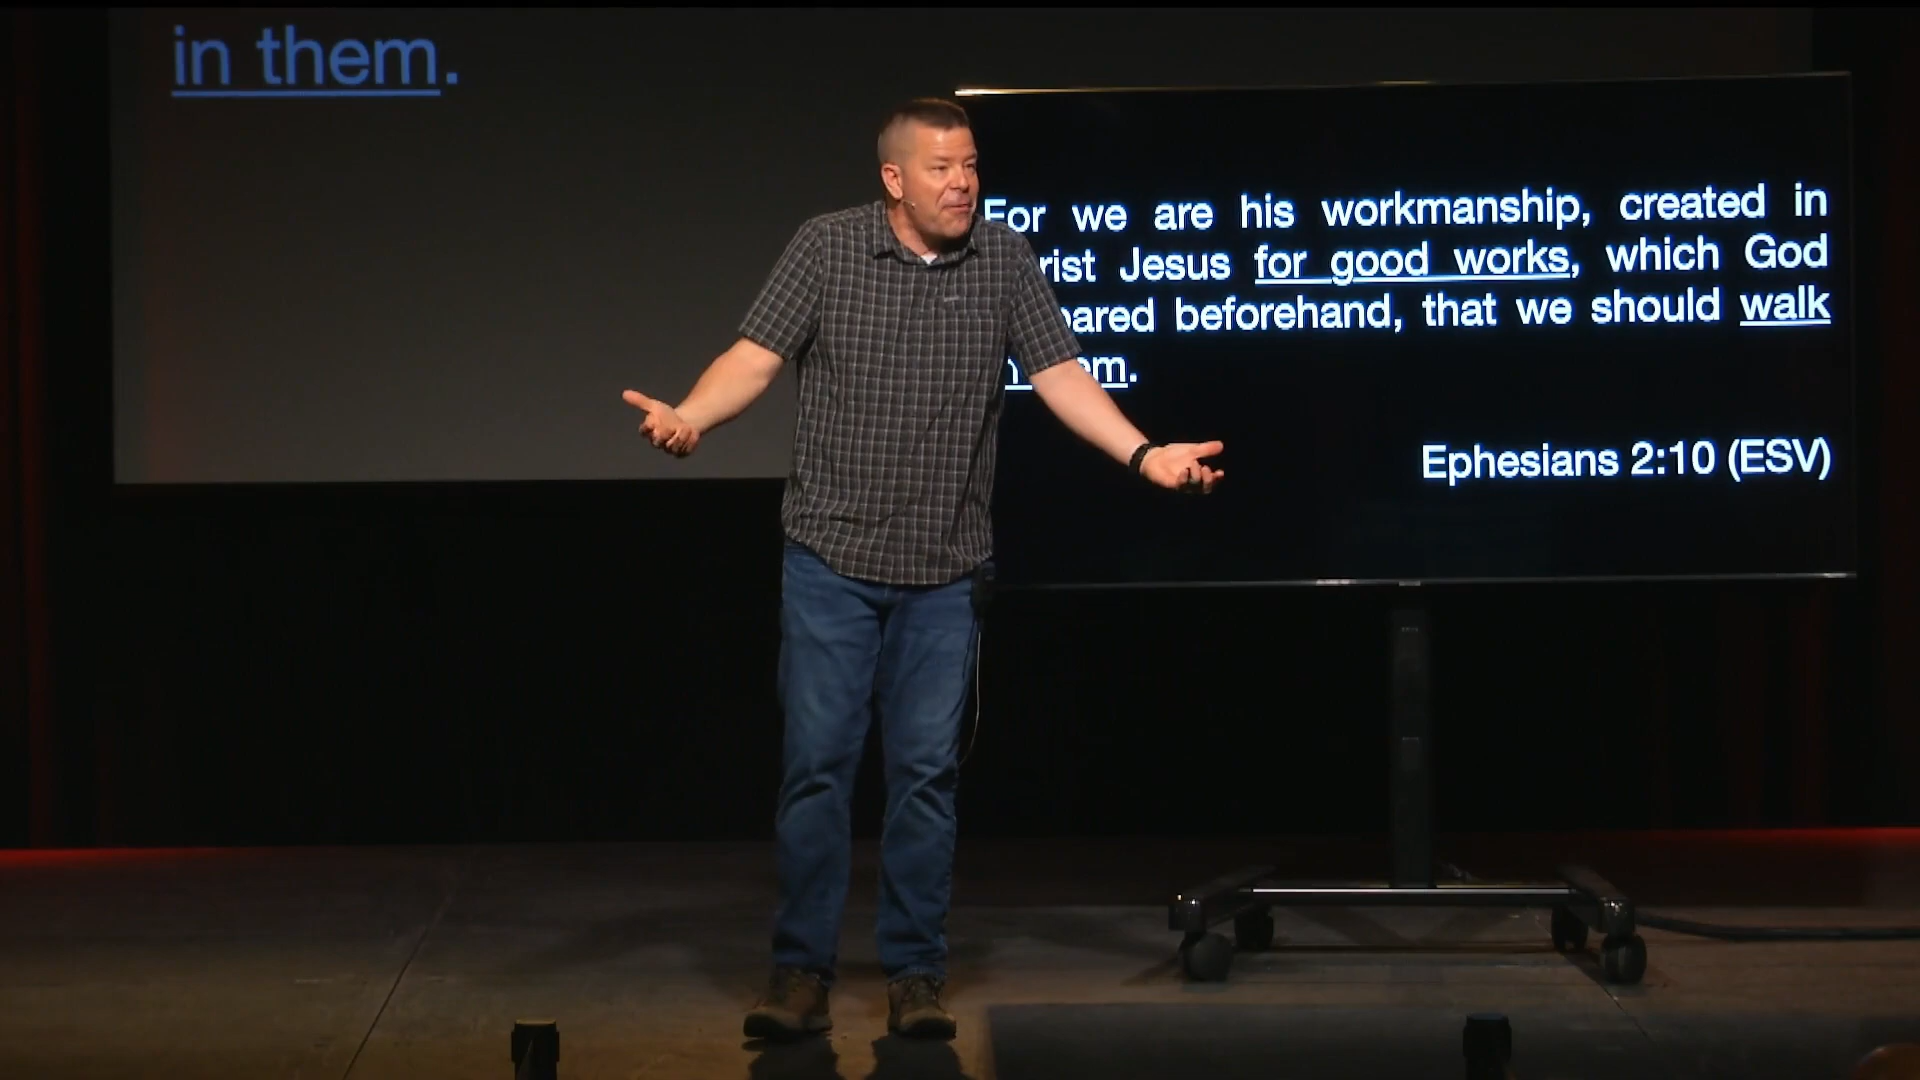 in them.
For we are his workmanship, created in
rist Jesus for good works, which God
pared beforehand, that we should walk
em.
Ephesians 2:10 (ESV)